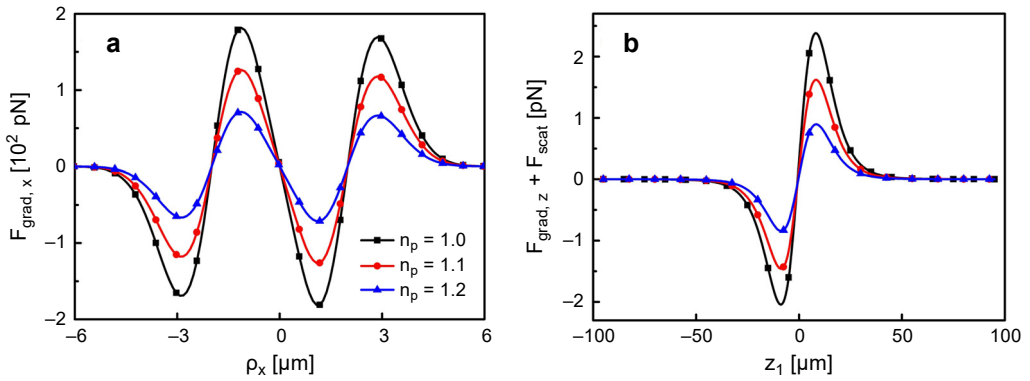 a
F_grad, x [10² pN]
2
1
0
−1
−2
n_p = 1.0
n_p = 1.1
n_p = 1.2
−6
−3
0
3
6
ρ_x [µm]
b
F_grad, z + F_scat [pN]
2
1
0
−1
−2
−100
−50
0
50
100
z_1 [µm]